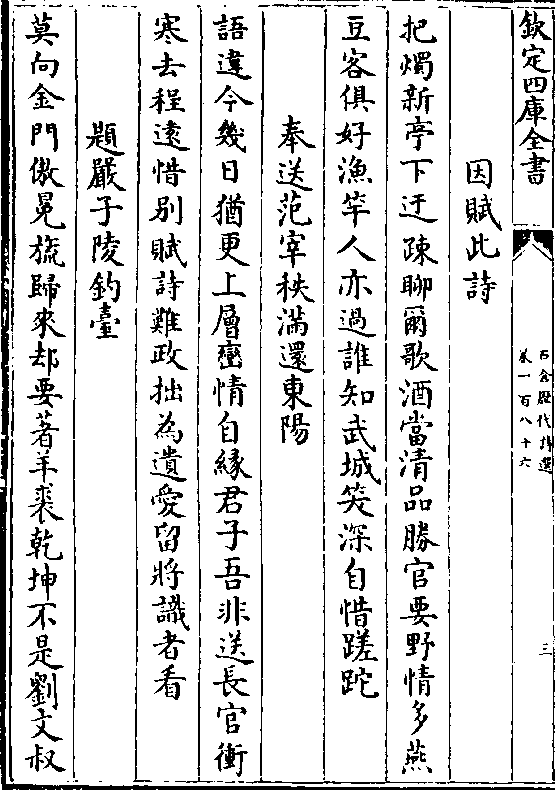 欽定四庫全書
石倉歷代詩選
卷一百八十六
三
因賦此詩
把燭新亭下迂疎聊爾歌酒當清品勝官要野情多燕
豆客俱好漁竿人亦過誰知武城笑深自惜蹉跎
奉送范宰秩滿還東陽
語違今幾日猶更上層巒情自緣君子吾非送長官衝
寒去程遠惜別賦詩難政拙為遺愛留將識者看
題嚴子陵釣臺
莫向金門傲冕旒歸來却要著羊裘乾坤不是劉文叔